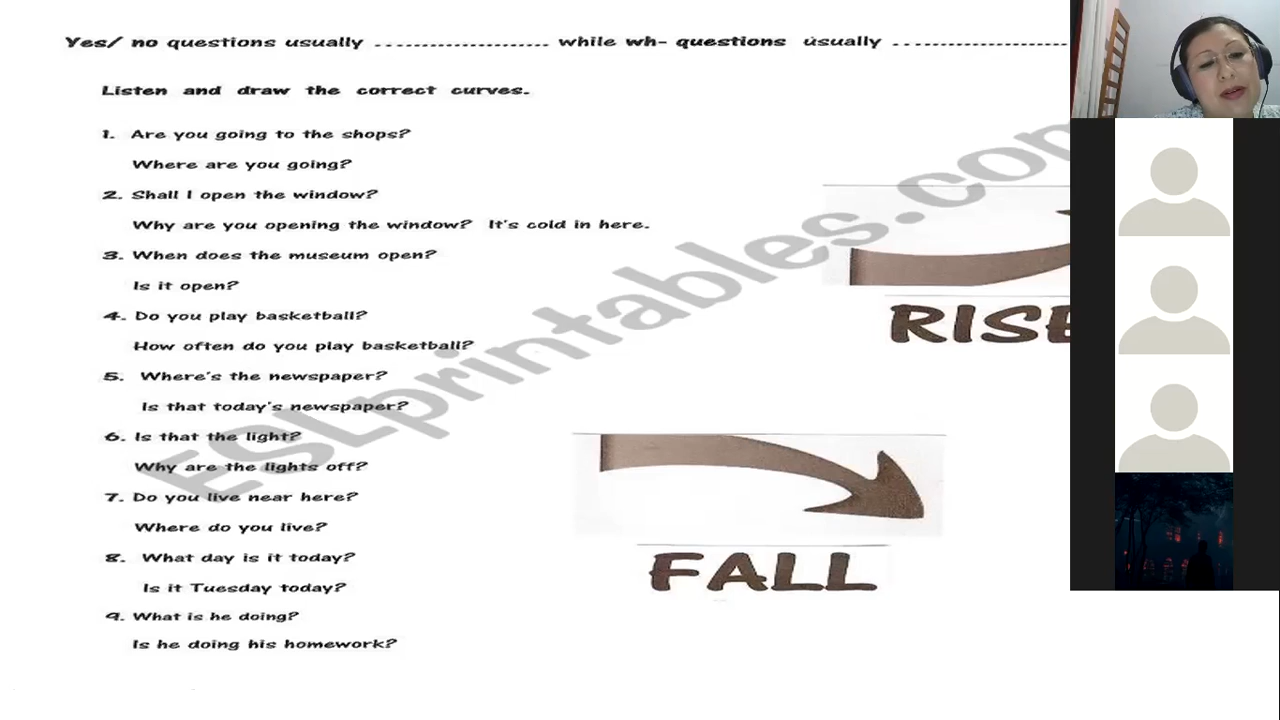 Yes/ no questions usually ...................... while wh- questions usually ......................
Listen and draw the correct curves.
1. Are you going to the shops?
Where are you going?
2. Shall I open the window?
Why are you opening the window? It's cold in here.
3. When does the museum open?
Is it open?
4. Do you play basketball?
How often do you play basketball?
5. Where's the newspaper?
Is that today's newspaper?
6. Is that the light?
Why are the lights off?
7. Do you live near here?
Where do you live?
8. What day is it today?
Is it Tuesday today?
9. What is he doing?
Is he doing his homework?
RISE
FALL
ESLprintables.com